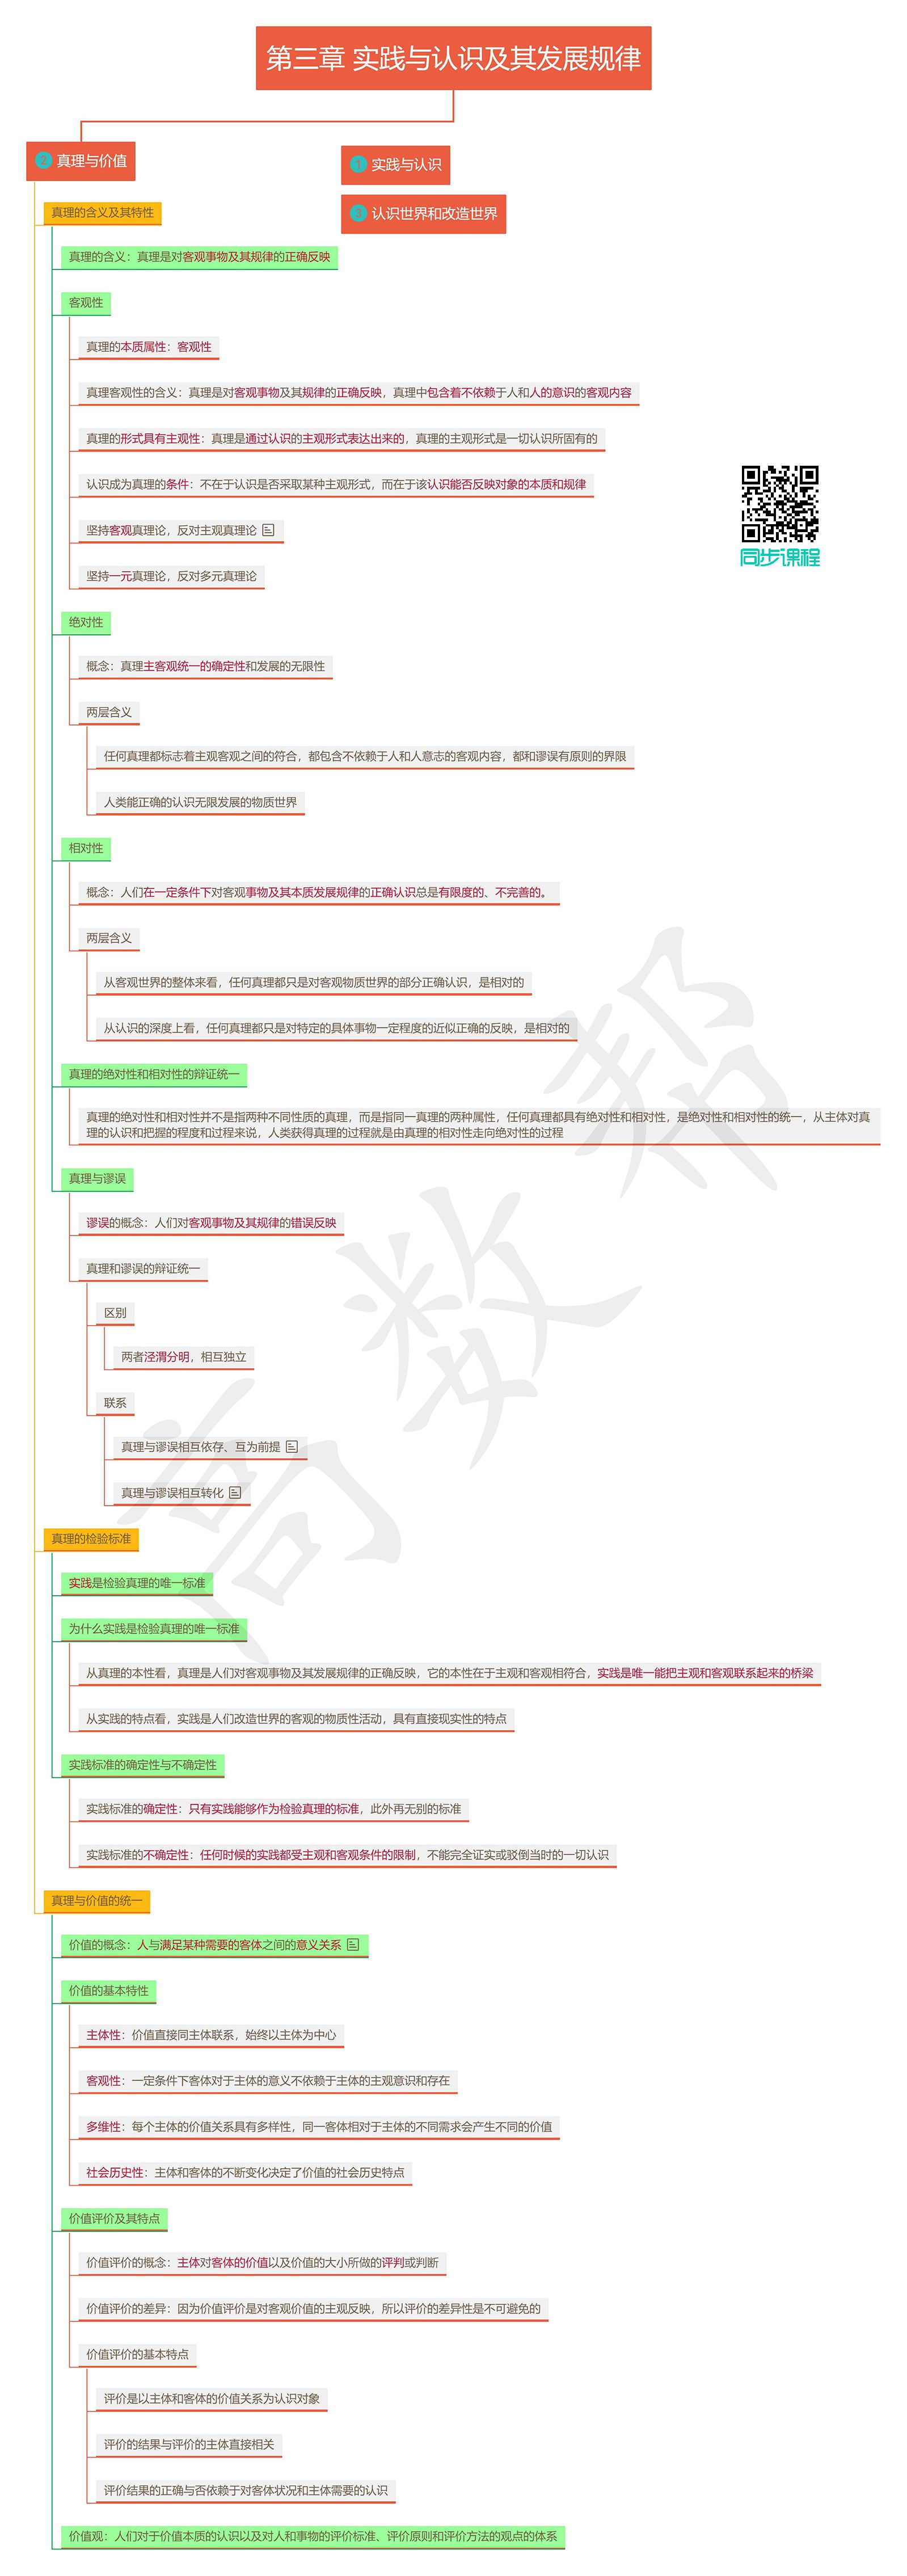 第三章 实践与认识及其发展规律
2 真理与价值
1 实践与认识
3 认识世界和改造世界
真理的含义及其特性
真理的含义：真理是对客观事物及其规律的正确反映
客观性
真理的本质属性：客观性
真理客观性的含义：真理是对客观事物及其规律的正确反映，真理中包含着不依赖于人和人的意识的客观内容
真理的形式具有主观性：真理是通过认识的主观形式表达出来的，真理的主观形式是一切认识所固有的
认识成为真理的条件：不在于认识是否采取某种主观形式，而在于该认识能否反映对象的本质和规律
坚持客观真理论，反对主观真理论
坚持一元真理论，反对多元真理论
同步课程
绝对性
概念：真理主客观统一的确定性和发展的无限性
两层含义
任何真理都标志着主观客观之间的符合，都包含不依赖于人和人意志的客观内容，都和谬误有原则的界限
人类能正确的认识无限发展的物质世界
相对性
概念：人们在一定条件下对客观事物及其本质发展规律的正确认识总是有限度的、不完善的。
两层含义
从客观世界的整体来看，任何真理都只是对客观物质世界的部分正确认识，是相对的
从认识的深度上看，任何真理都只是对特定的具体事物一定程度的近似正确的反映，是相对的
真理的绝对性和相对性的辩证统一
真理的绝对性和相对性并不是指两种不同性质的真理，而是指同一真理的两种属性，任何真理都具有绝对性和相对性，是绝对性和相对性的统一，从主体对真
理的认识和把握的程度和过程来说，人类获得真理的过程就是由真理的相对性走向绝对性的过程
真理与谬误
谬误的概念：人们对客观事物及其规律的错误反映
真理和谬误的辩证统一
区别
两者泾渭分明，相互独立
联系
真理与谬误相互依存、互为前提
真理与谬误相互转化
真理的检验标准
实践是检验真理的唯一标准
为什么实践是检验真理的唯一标准
从真理的本性看，真理是人们对客观事物及其发展规律的正确反映，它的本性在于主观和客观相符合，实践是唯一能把主观和客观联系起来的桥梁
从实践的特点看，实践是人们改造世界的客观的物质性活动，具有直接现实性的特点
实践标准的确定性与不确定性
实践标准的确定性：只有实践能够作为检验真理的标准，此外再无别的标准
实践标准的不确定性：任何时候的实践都受主观和客观条件的限制，不能完全证实或驳倒当时的一切认识
真理与价值的统一
价值的概念：人与满足某种需要的客体之间的意义关系
价值的基本特性
主体性：价值直接同主体联系，始终以主体为中心
客观性：一定条件下客体对于主体的意义不依赖于主体的主观意识和存在
多维性：每个主体的价值关系具有多样性，同一客体相对于主体的不同需求会产生不同的价值
社会历史性：主体和客体的不断变化决定了价值的社会历史特点
价值评价及其特点
价值评价的概念：主体对客体的价值以及价值的大小所做的评判或判断
价值评价的差异：因为价值评价是对客观价值的主观反映，所以评价的差异性是不可避免的
价值评价的基本特点
评价是以主体和客体的价值关系为认识对象
评价的结果与评价的主体直接相关
评价结果的正确与否依赖于对客体状况和主体需要的认识
价值观：人们对于价值本质的认识以及对人和事物的评价标准、评价原则和评价方法的观点的体系
高数帮